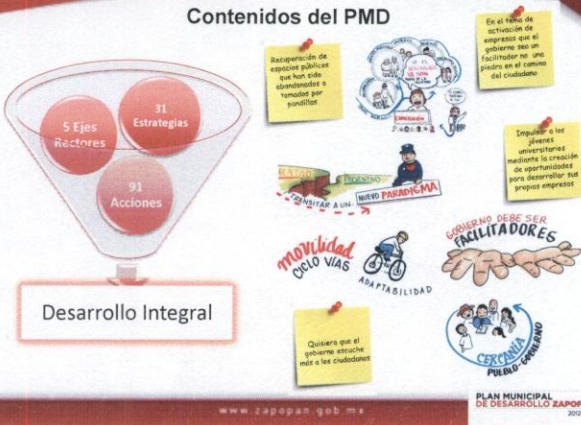 Contenidos del PMD
5 Ejes
Rectores
31
Estrategias
91
Acciones
Desarrollo Integral
Recuperación de
espacios públicos
que han sido
abandonados o
tomados por
pandillas
En el tema de
activación de
empresas que el
gobierno sea un
facilitador no una
piedra en el camino
del ciudadano
Impulsar a los
jóvenes
universitarios
mediante la creación
de oportunidades
para desarrollar sus
propias empresas
TRANSITAR A UN
NUEVO PARADIGMA
movilidad
CICLO VÍAS
ADAPTABILIDAD
GOBIERNO DEBE SER
FACILITADORES
Quisiera que el
gobierno escuche
más a los ciudadanos
CERCANÍA
PUEBLO-GOBIERNO
www.zapopan.gob.mx
PLAN MUNICIPAL
DE DESARROLLO ZAPOP
2012